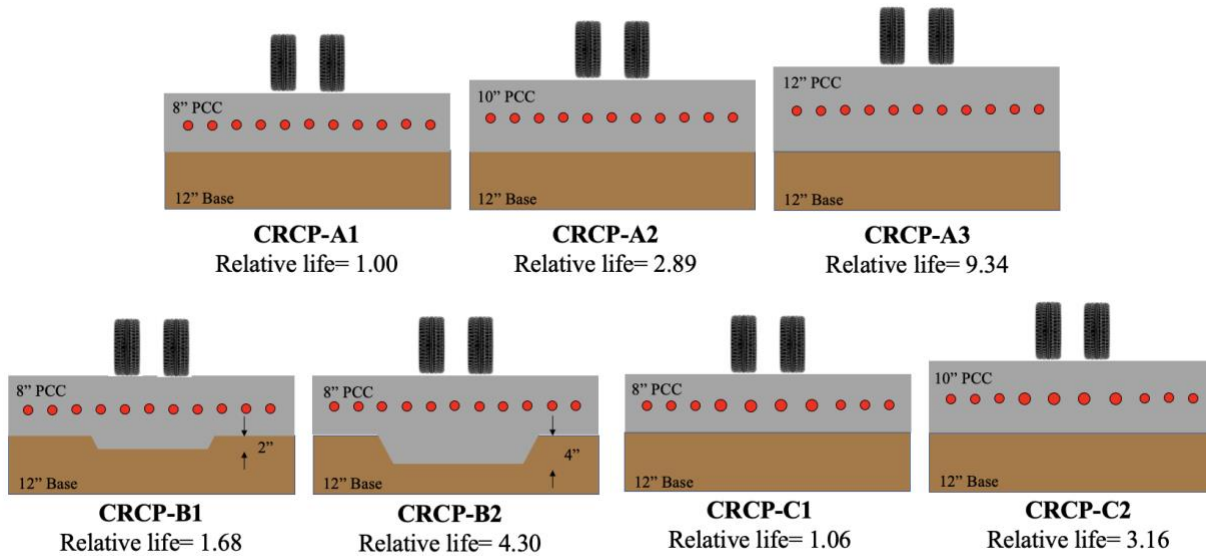 8” PCC
12” Base
CRCP-A1
Relative life= 1.00
10” PCC
12” Base
CRCP-A2
Relative life= 2.89
12” PCC
12” Base
CRCP-A3
Relative life= 9.34
8” PCC
2”
12” Base
CRCP-B1
Relative life= 1.68
8” PCC
4”
12” Base
CRCP-B2
Relative life= 4.30
8” PCC
12” Base
CRCP-C1
Relative life= 1.06
10” PCC
12” Base
CRCP-C2
Relative life= 3.16